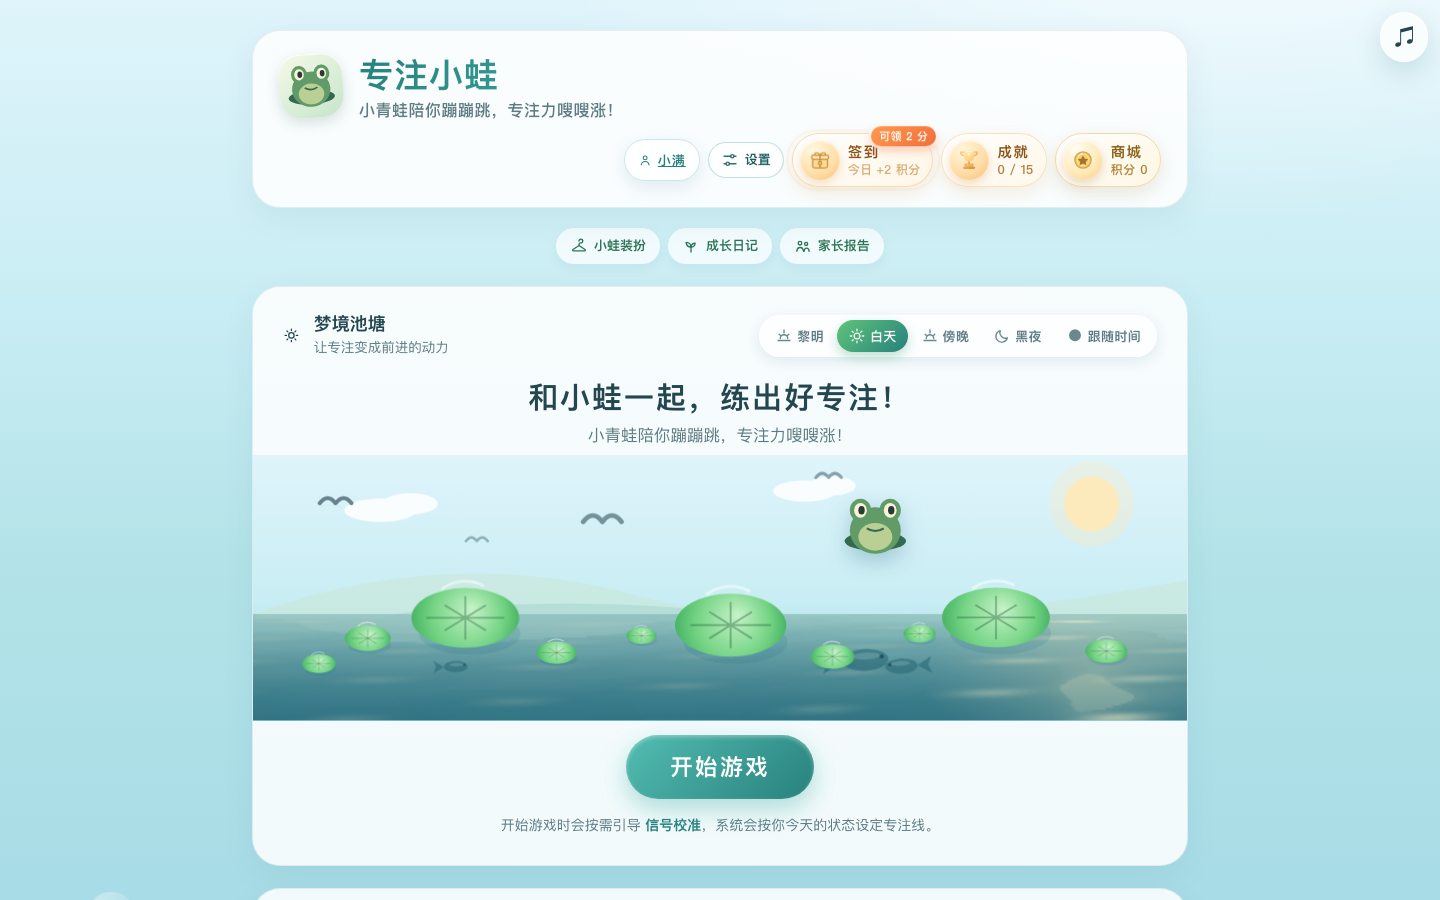 专注小蛙
小青蛙陪你蹦蹦跳，专注力嗖嗖涨！
小满
设置
可领 2 分
签到
今日 +2 积分
成就
0 / 15
商城
积分 0
小蛙装扮
成长日记
家长报告
梦境池塘
让专注变成前进的动力
黎明
白天
傍晚
黑夜
跟随时间
和小蛙一起，练出好专注！
小青蛙陪你蹦蹦跳，专注力嗖嗖涨！
开始游戏
开始游戏时会按需引导 信号校准，系统会按你今天的状态设定专注线。